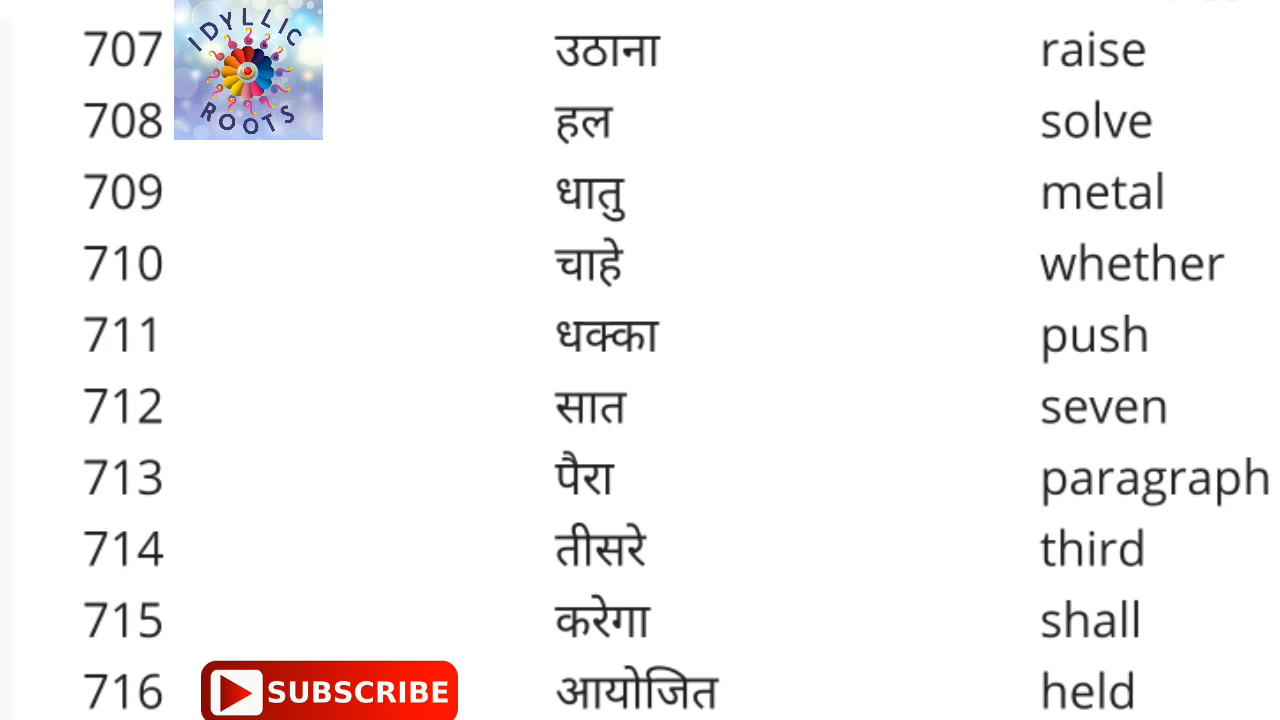 IDYLLIC
ROOTS
707 उठाना raise
708 हल solve
709 धातु metal
710 चाहे whether
711 धक्का push
712 सात seven
713 पैरा paragraph
714 तीसरे third
715 करेगा shall
716 SUBSCRIBE आयोजित held